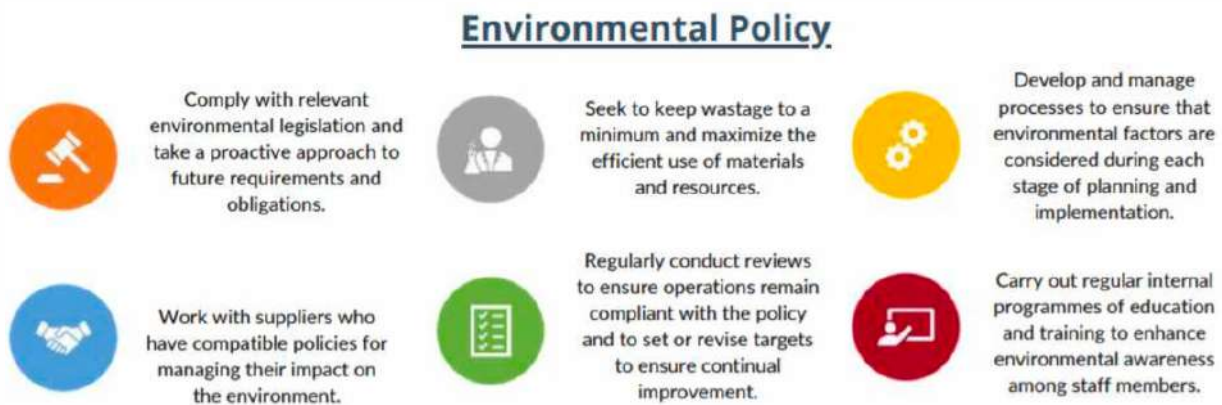 Environmental Policy
Comply with relevant
environmental legislation and
take a proactive approach to
future requirements and
obligations.
Seek to keep wastage to a
minimum and maximize the
efficient use of materials
and resources.
Develop and manage
processes to ensure that
environmental factors are
considered during each
stage of planning and
implementation.
Work with suppliers who
have compatible policies for
managing their impact on
the environment.
Regularly conduct reviews
to ensure operations remain
compliant with the policy
and to set or revise targets
to ensure continual
improvement.
Carry out regular internal
programmes of education
and training to enhance
environmental awareness
among staff members.